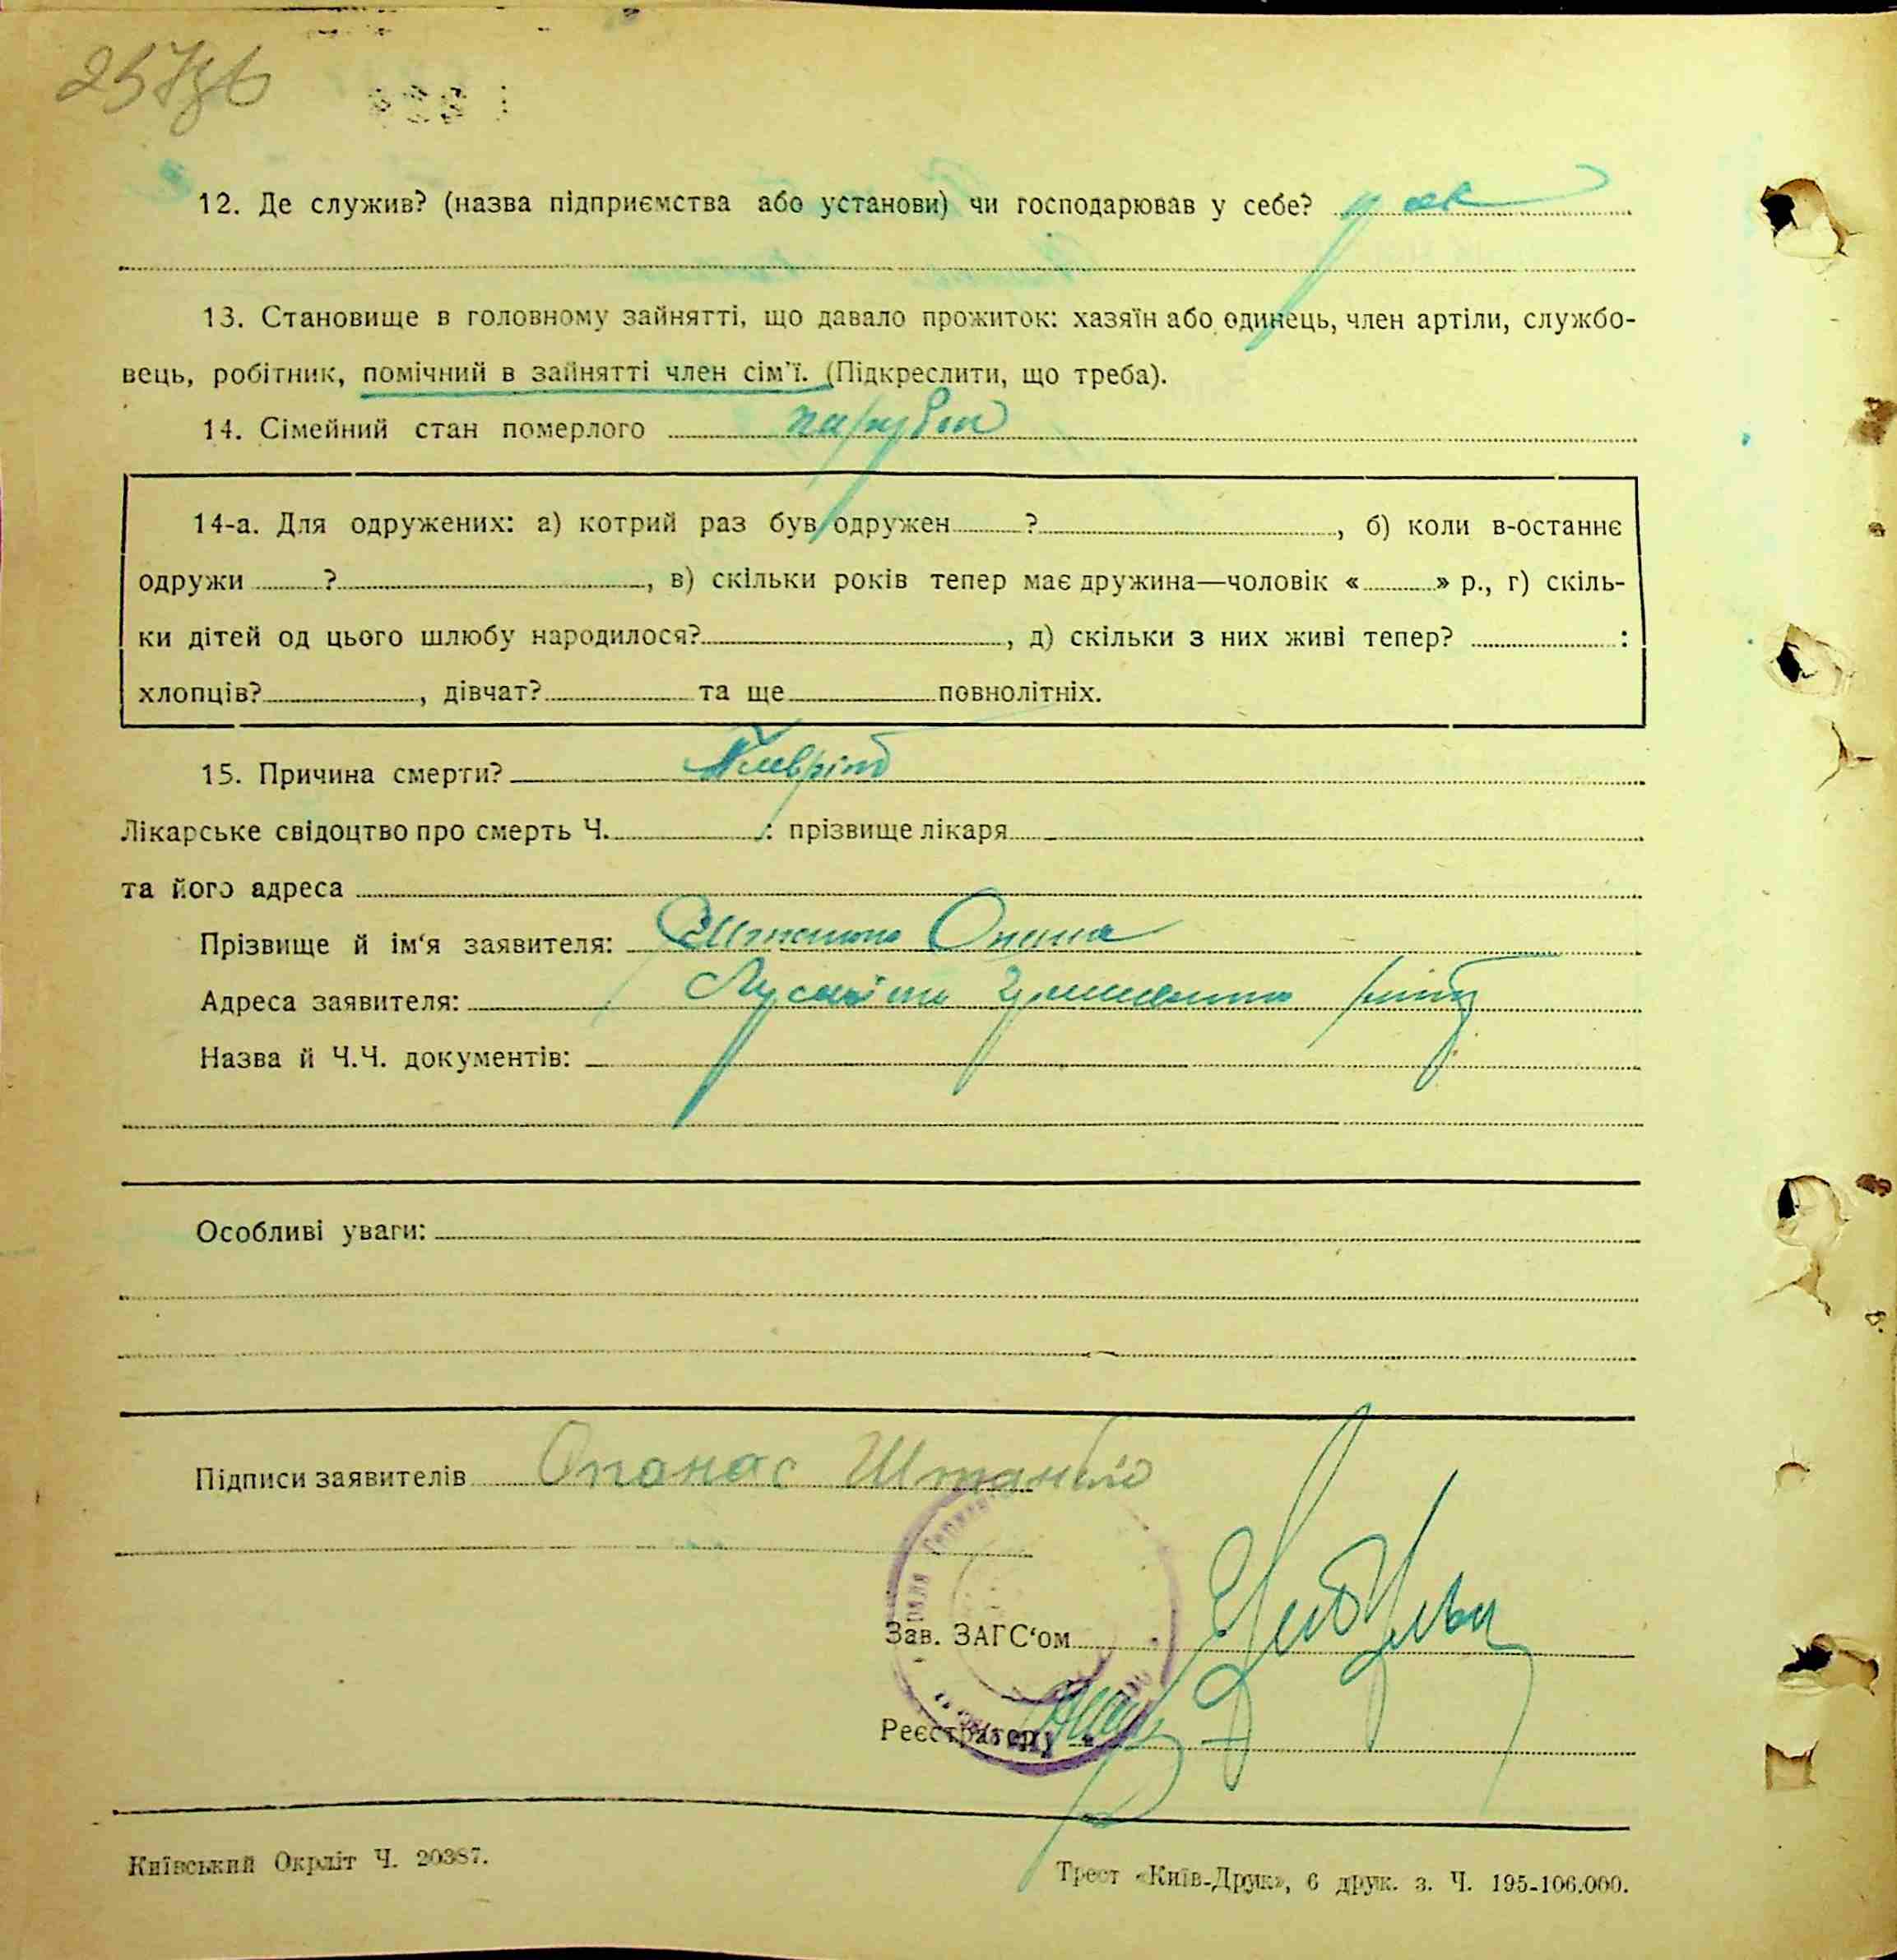 12. Де служив? (назва підприємства або установи) чи господарював у себе?
13. Становище в головному зайнятті, що давало прожиток: хазяїн або одинець, член артіли, службо-
вець, робітник, помічний в зайнятті член сім'ї. (Підкреслити, що треба).
14. Сімейний стан померлого парубок
14-а. Для одружених: а) котрий раз був одружен ? , б) коли в-останнє
одружи ? , в) скільки років тепер має дружина—чоловік « » р., г) скіль-
ки дітей од цього шлюбу народилося? , д) скільки з них живі тепер? :
хлопців? , дівчат? та ще повнолітніх.
15. Причина смерти? Плеврит
Лікарське свідоцтво про смерть Ч. : прізвище лікаря
та його адреса
Прізвище й ім'я заявителя:
Адреса заявителя:
Назва й Ч.Ч. документів:
Особливі уваги:
Підписи заявителів Опанас
Зав. ЗАГС'ом
Реєстратор
Київський Окрліт Ч. 20387.
Трест «Київ-Друк», 6 друк. з. Ч. 195-106.000.